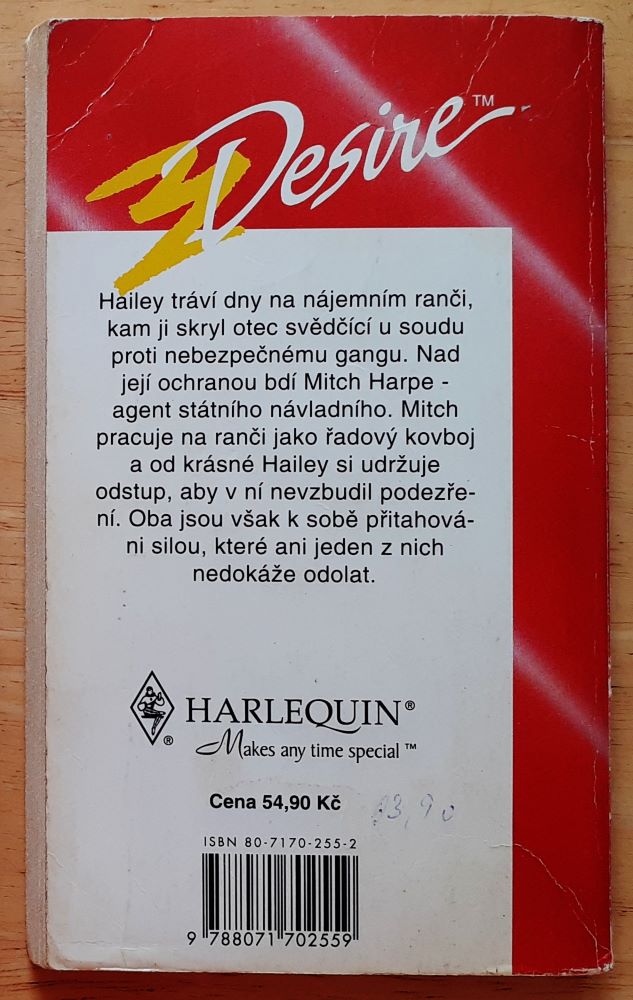 Desire™
Hailey tráví dny na nájemním ranči,
kam ji skryl otec svědčící u soudu
proti nebezpečnému gangu. Nad
její ochranou bdí Mitch Harpe -
agent státního návladního. Mitch
pracuje na ranči jako řadový kovboj
a od krásné Hailey si udržuje
odstup, aby v ní nevzbudil podezře-
ní. Oba jsou však k sobě přitahová-
ni silou, které ani jeden z nich
nedokáže odolat.
® HARLEQUIN®
Makes any time special™
Cena 54,90 Kč
ISBN 80-7170-255-2
9 788071 702559